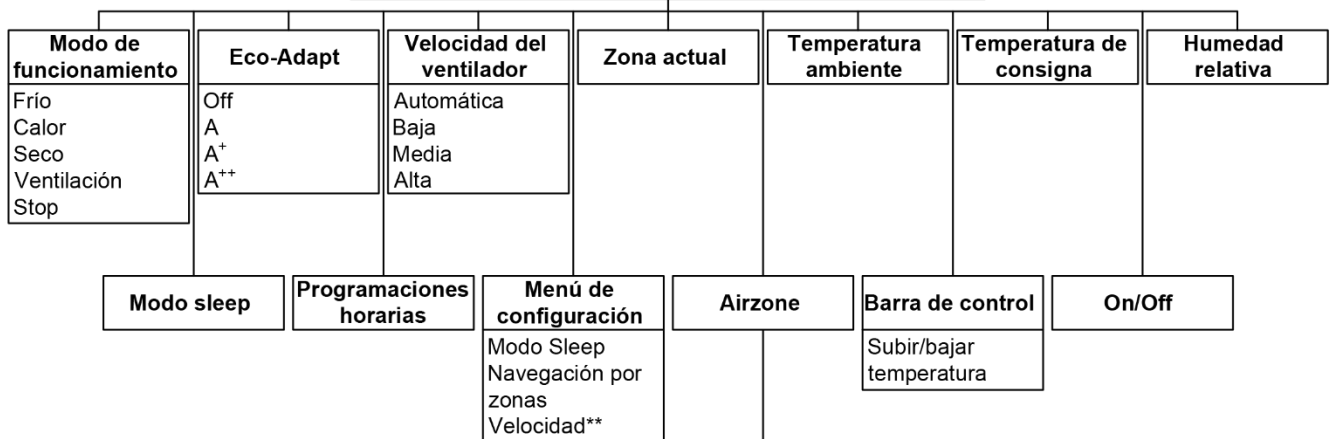 Modo de
funcionamiento
Frío
Calor
Seco
Ventilación
Stop
Eco-Adapt
Off
A
A⁺
A⁺⁺
Velocidad del
ventilador
Automática
Baja
Media
Alta
Zona actual
Temperatura
ambiente
Temperatura de
consigna
Humedad
relativa
Modo sleep
Programaciones
horarias
Menú de
configuración
Modo Sleep
Navegación por
zonas
Velocidad**
Airzone
Barra de control
Subir/bajar
temperatura
On/Off